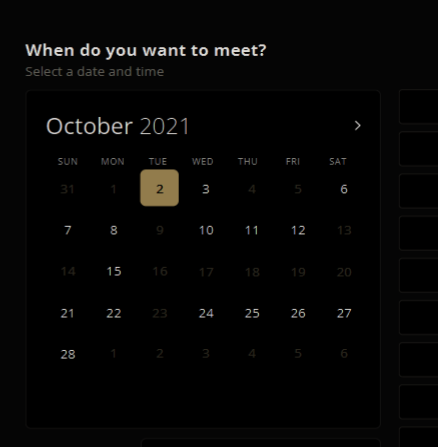 When do you want to meet?
Select a date and time
October 2021 >
SUN MON TUE WED THU FRI SAT
31 1 2 3 4 5 6
7 8 9 10 11 12 13
14 15 16 17 18 19 20
21 22 23 24 25 26 27
28 1 2 3 4 5 6